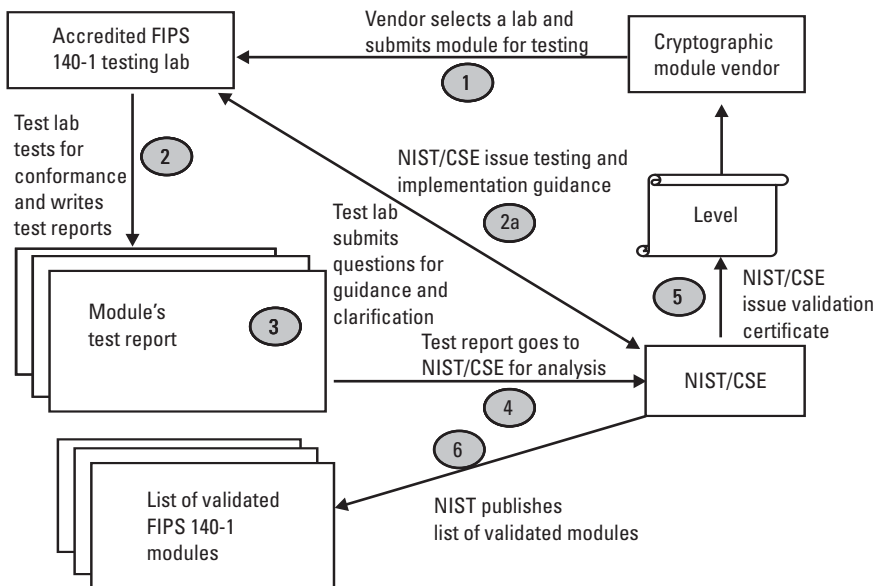 Accredited FIPS
140-1 testing lab
Vendor selects a lab and
submits module for testing
1
Cryptographic
module vendor
Test lab
tests for
conformance
and writes
test reports
2
NIST/CSE issue testing and
implementation guidance
2a
Test lab
submits
questions for
guidance and
clarification
Level
5
NIST/CSE
issue validation
certificate
Module's
test report
3
Test report goes to
NIST/CSE for analysis
4
NIST/CSE
6
List of validated
FIPS 140-1
modules
NIST publishes
list of validated modules